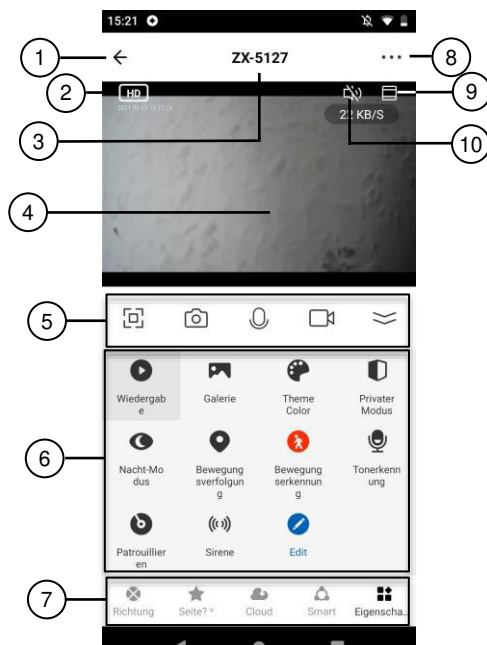 15:21
1
ZX-5127
8
2
HD
9
22 KB/S
3
10
4
5
Wiedergab
e
Galerie
Theme
Color
Privater
Modus
6
Nacht-Mo
dus
Bewegung
sverfolgun
g
Bewegung
serkennun
g
Tonerkenn
ung
Patrouillier
en
Sirene
Edit
7
Richtung
Seite?
Cloud
Smart
Eigenscha..